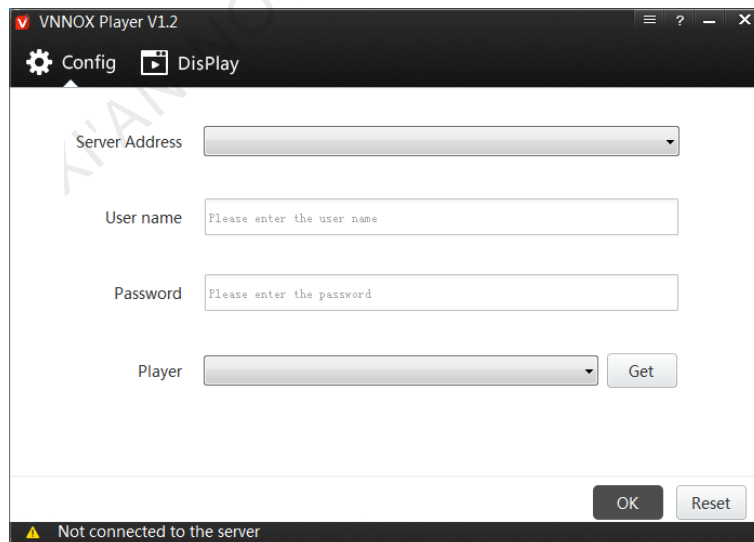 VNNOX Player V1.2
Config DisPlay
Server Address
User name Please enter the user name
Password Please enter the password
Player Get
OK Reset
Not connected to the server